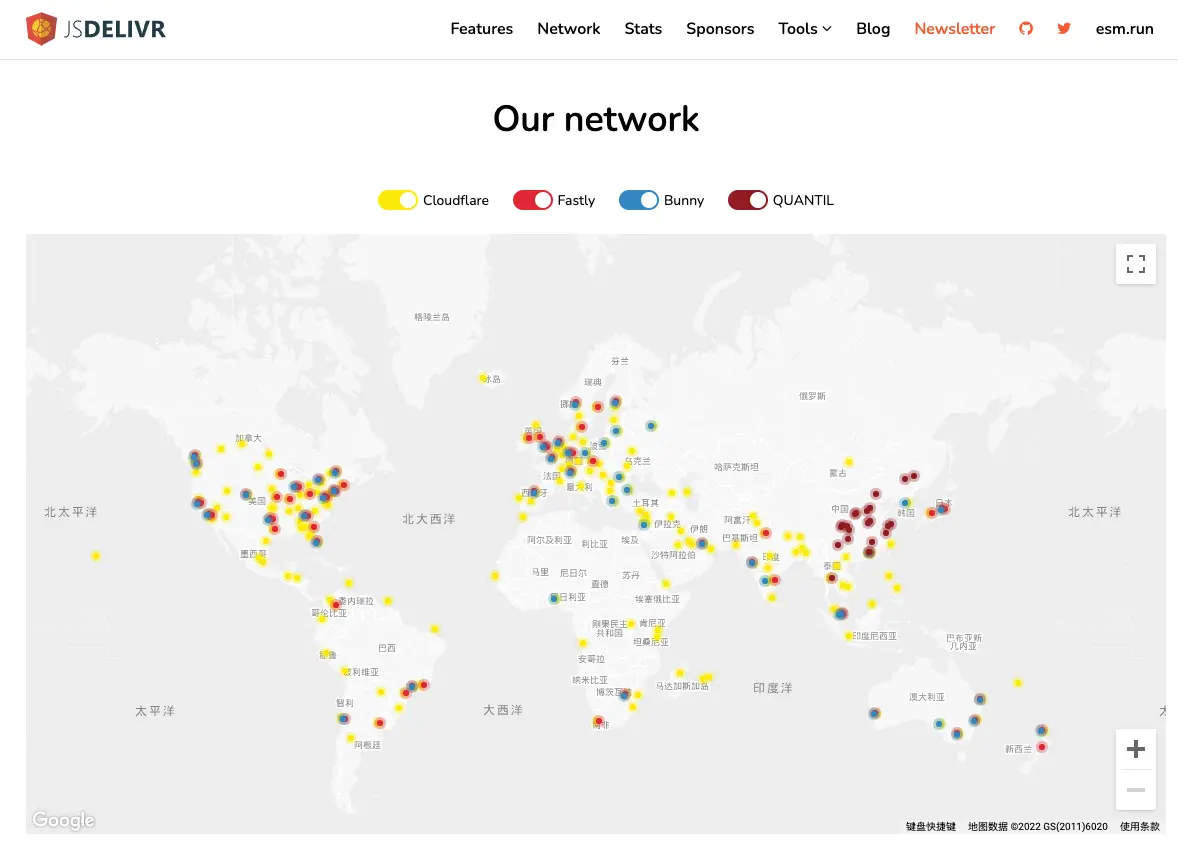 JSDELIVR
Features Network Stats Sponsors Tools Blog Newsletter esm.run
Our network
Cloudflare Fastly Bunny QUANTIL
格陵兰岛
冰岛
芬兰
瑞典
挪
俄罗斯
英国
加拿大
波兰
德国
乌克兰
哈萨克斯坦
蒙古
法国
意大利
西班牙
美国
土耳其
北太平洋
北大西洋
中国
韩国
日本
北太平洋
伊拉克
伊朗
阿富汗
巴基斯坦
阿尔及利亚
利比亚
埃及
沙特阿拉伯
印度
墨西哥
泰国
马里
尼日尔
乍得
苏丹
尼日利亚
埃塞俄比亚
委内瑞拉
哥伦比亚
刚果民主
共和国
肯尼亚
坦桑尼亚
印度尼西亚
巴布亚新
几内亚
巴西
秘鲁
玻利维亚
安哥拉
纳米比亚
博茨瓦纳
马达加斯加岛
印度洋
澳大利亚
智利
太平洋
大西洋
南非
阿根廷
新西兰
Google
键盘快捷键 地图数据 ©2022 GS(2011)6020 使用条款